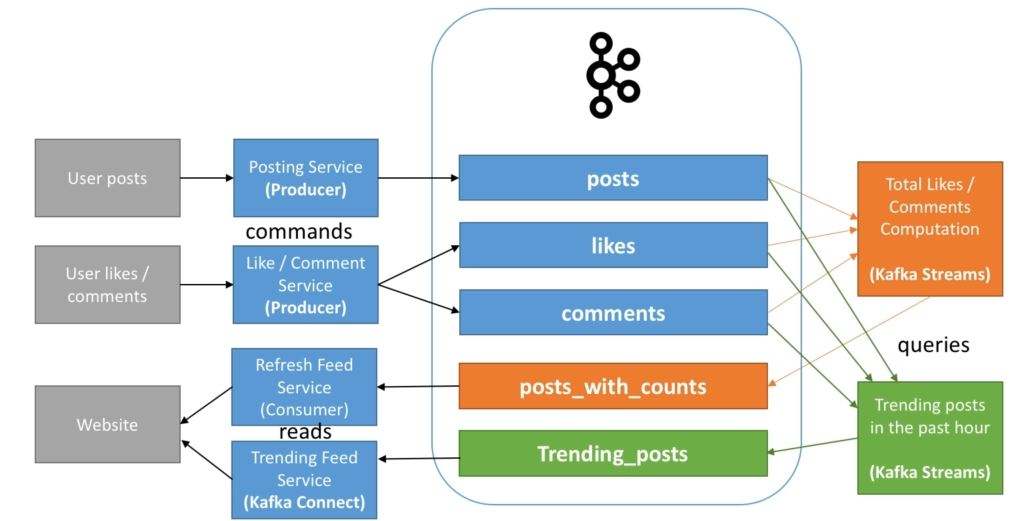 User posts
Posting Service
(Producer)
posts
Total Likes /
Comments
Computation
(Kafka Streams)
commands
likes
User likes /
comments
Like / Comment
Service
(Producer)
comments
queries
Refresh Feed
Service
(Consumer)
posts_with_counts
Website
reads
Trending Feed
Service
(Kafka Connect)
Trending_posts
Trending posts
in the past hour
(Kafka Streams)